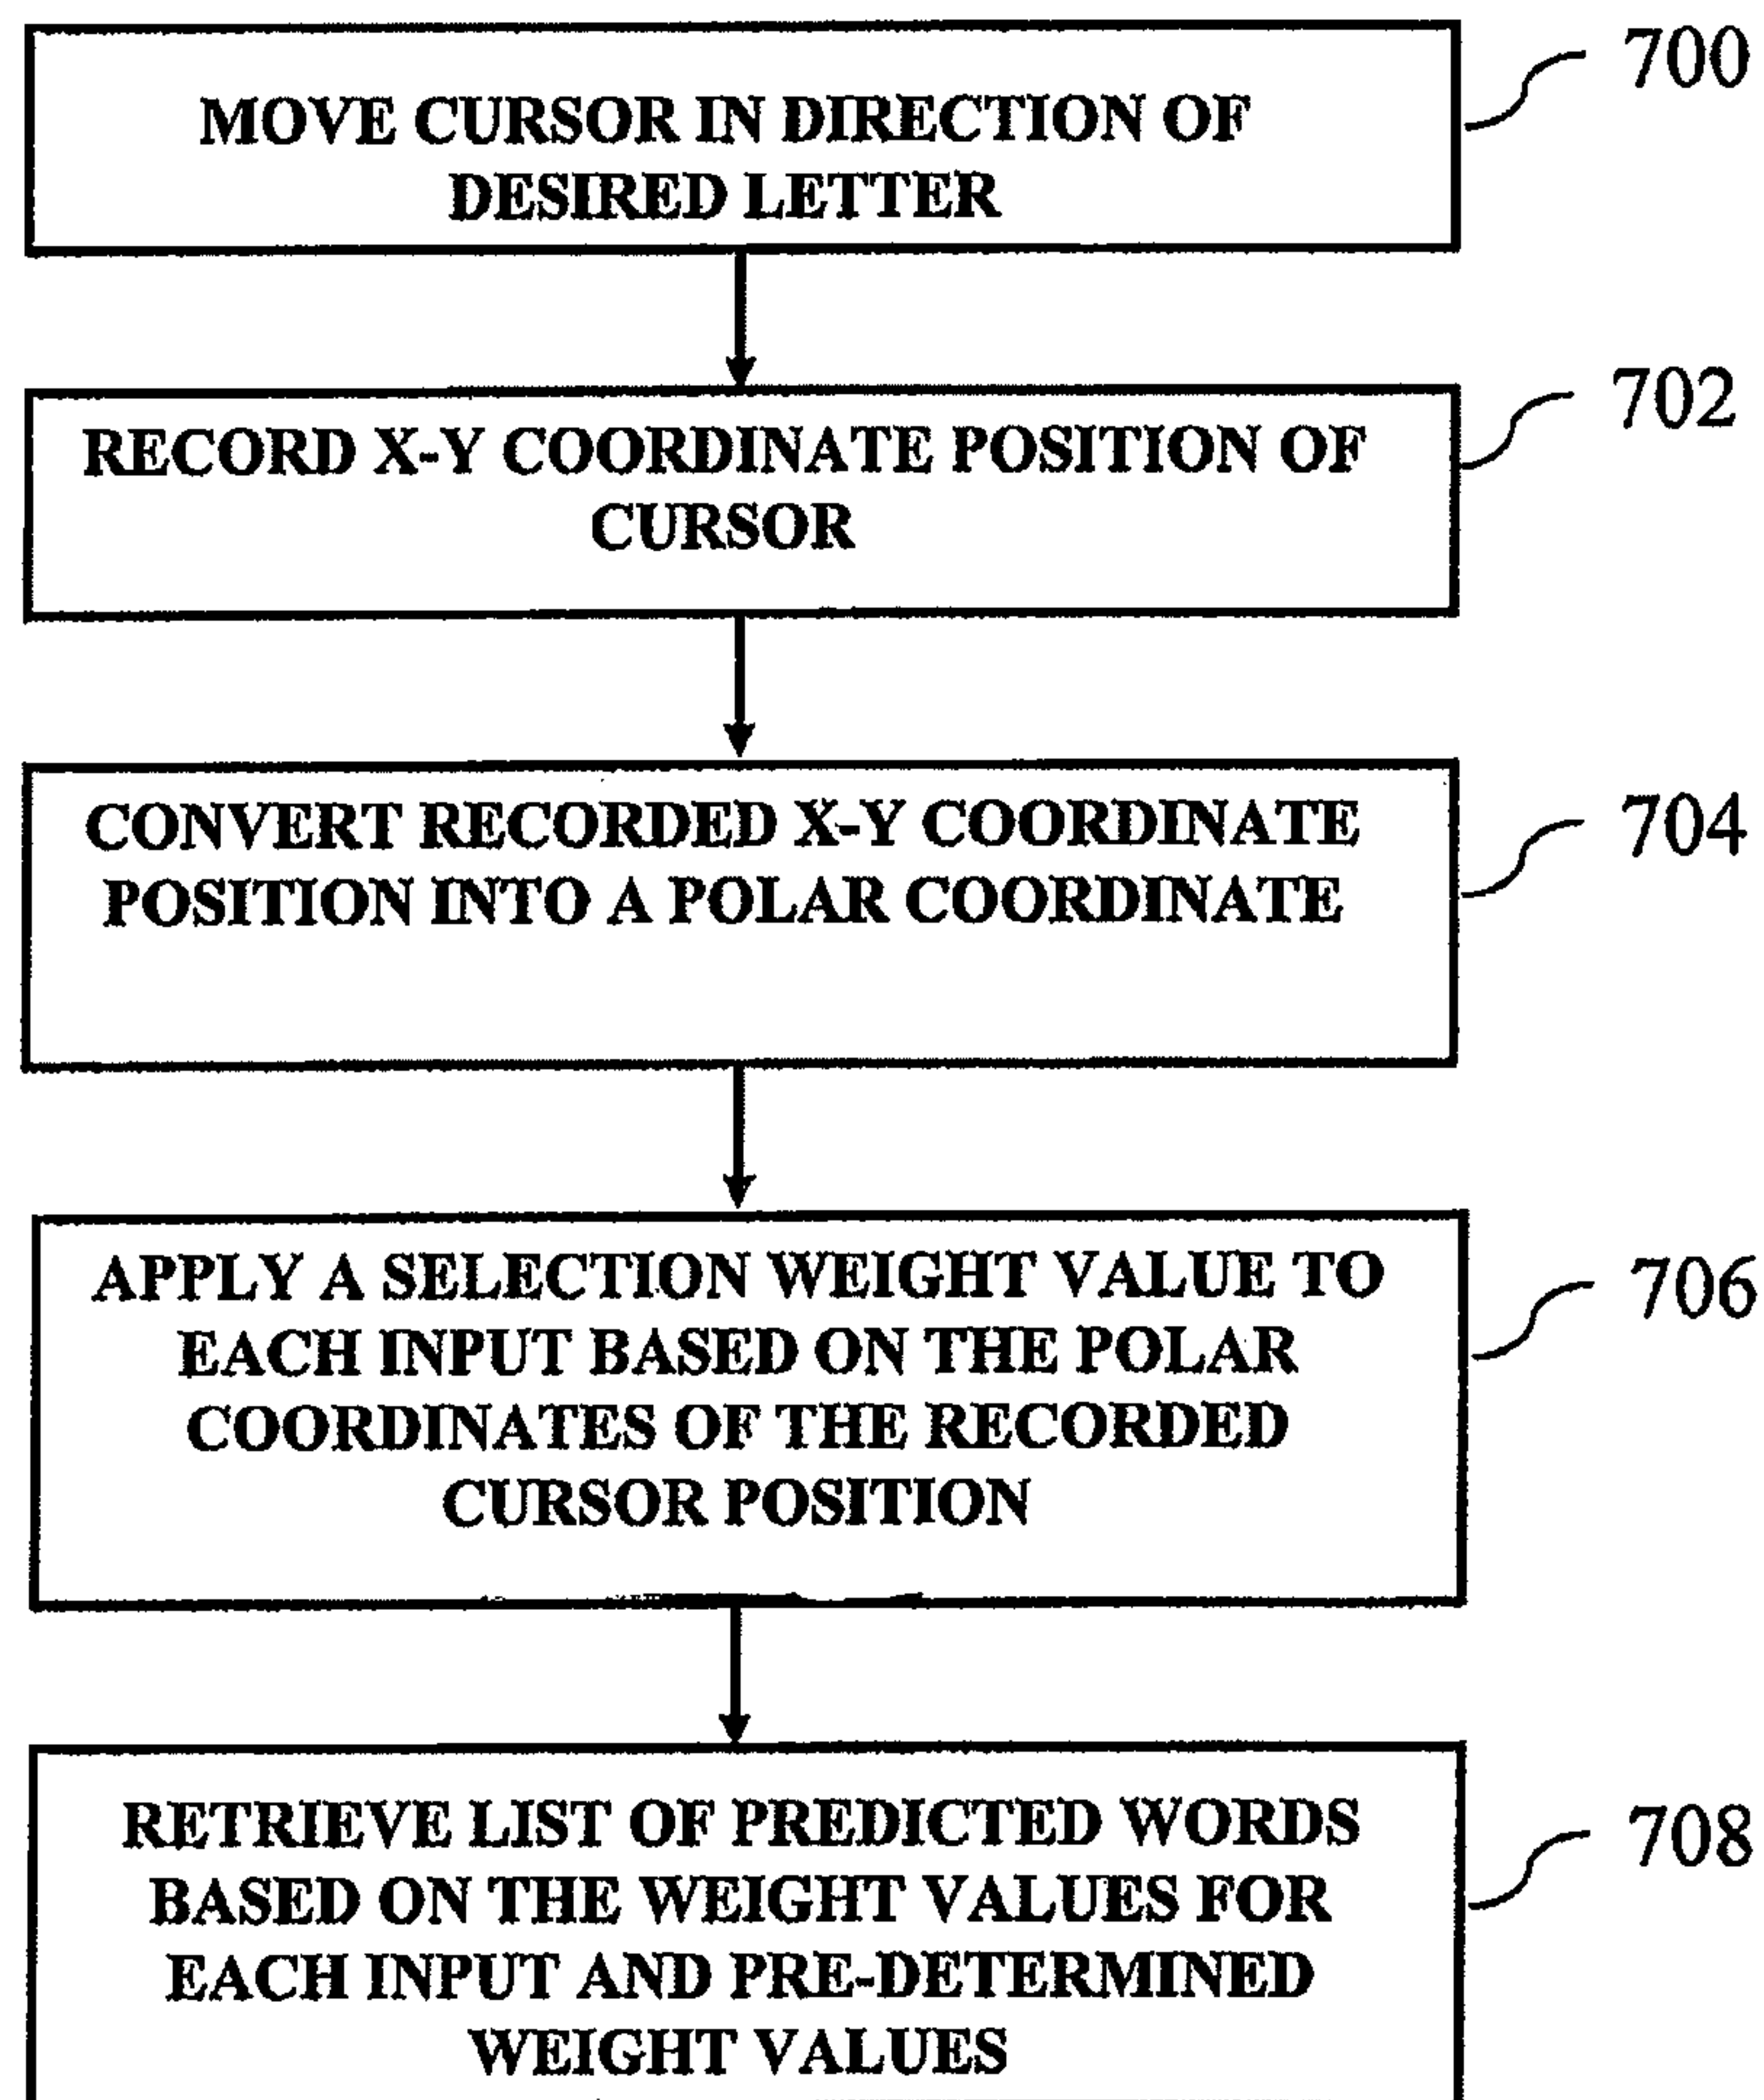 700
MOVE CURSOR IN DIRECTION OF
DESIRED LETTER
702
RECORD X-Y COORDINATE POSITION OF
CURSOR
704
CONVERT RECORDED X-Y COORDINATE
POSITION INTO A POLAR COORDINATE
706
APPLY A SELECTION WEIGHT VALUE TO
EACH INPUT BASED ON THE POLAR
COORDINATES OF THE RECORDED
CURSOR POSITION
708
RETRIEVE LIST OF PREDICTED WORDS
BASED ON THE WEIGHT VALUES FOR
EACH INPUT AND PRE-DETERMINED
WEIGHT VALUES